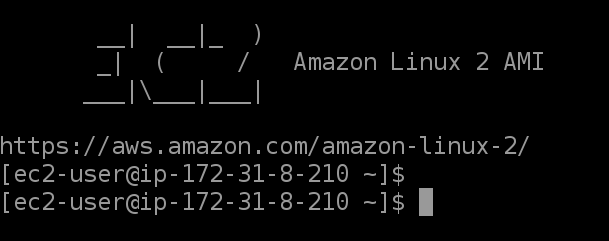 __|  __|_  )
       _|  (     /   Amazon Linux 2 AMI
      ___|\___|___|
https://aws.amazon.com/amazon-linux-2/
[ec2-user@ip-172-31-8-210 ~]$
[ec2-user@ip-172-31-8-210 ~]$